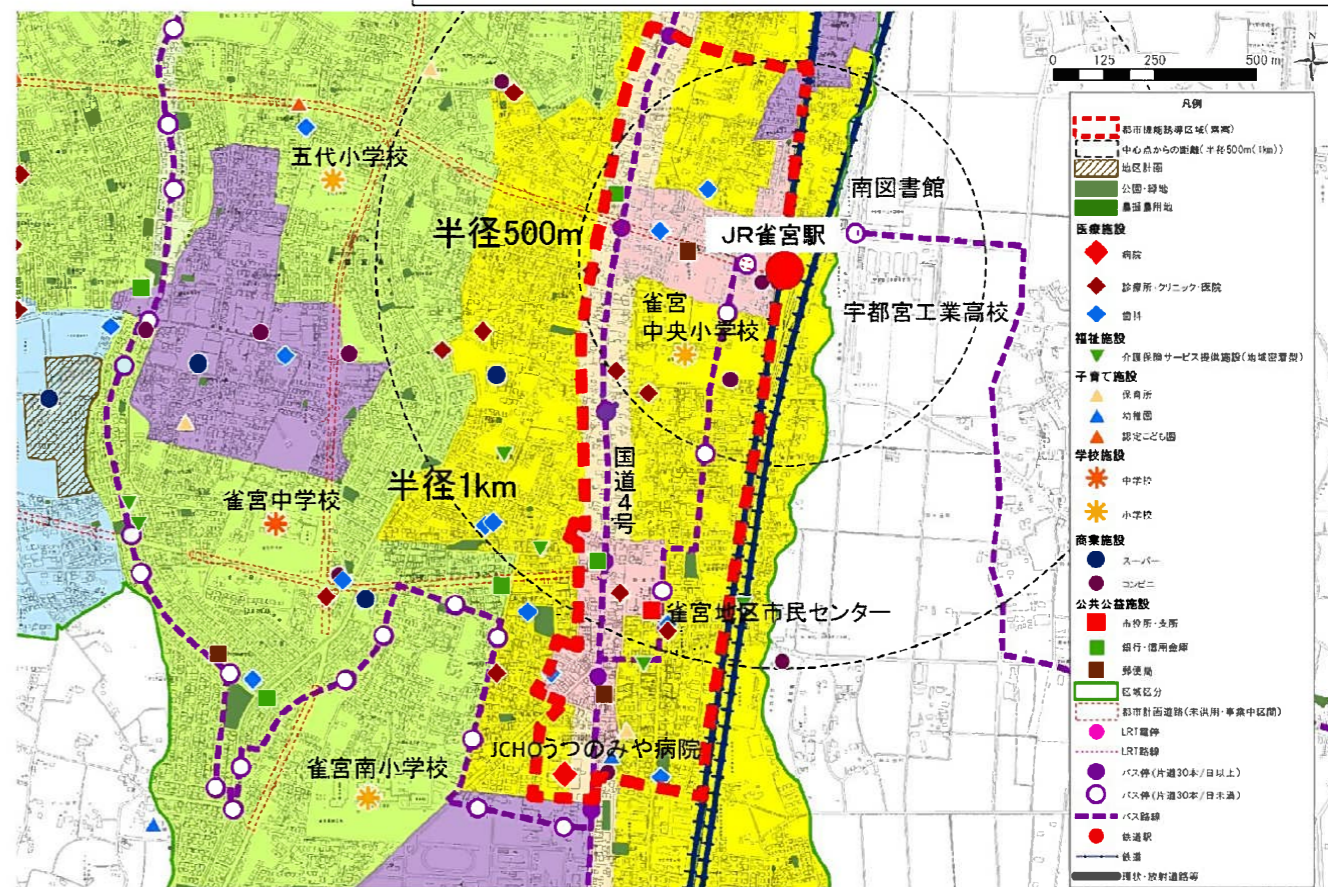 0 125 250 500 m
N
五代小学校
南図書館
半径500m
JR雀宮駅
雀宮
中央小学校
宇都宮工業高校
国道4号
半径1km
雀宮中学校
雀宮地区市民センター
JCHOうつのみや病院
雀宮南小学校
凡例
都市機能誘導区域(素案)
中心点からの距離(半径500m(1km))
地区計画
公園・緑地
農振農用地
医療施設
病院
診療所・クリニック・医院
歯科
福祉施設
介護保険サービス提供施設(地域密着型)
子育て施設
保育所
幼稚園
認定こども園
学校施設
中学校
小学校
商業施設
スーパー
コンビニ
公共公益施設
市役所・支所
銀行・信用金庫
郵便局
区域区分
都市計画道路(未供用・事業中区間)
LRT電停
LRT路線
バス停(片道30本/日以上)
バス停(片道30本/日未満)
バス路線
鉄道駅
鉄道
環状・放射道路等